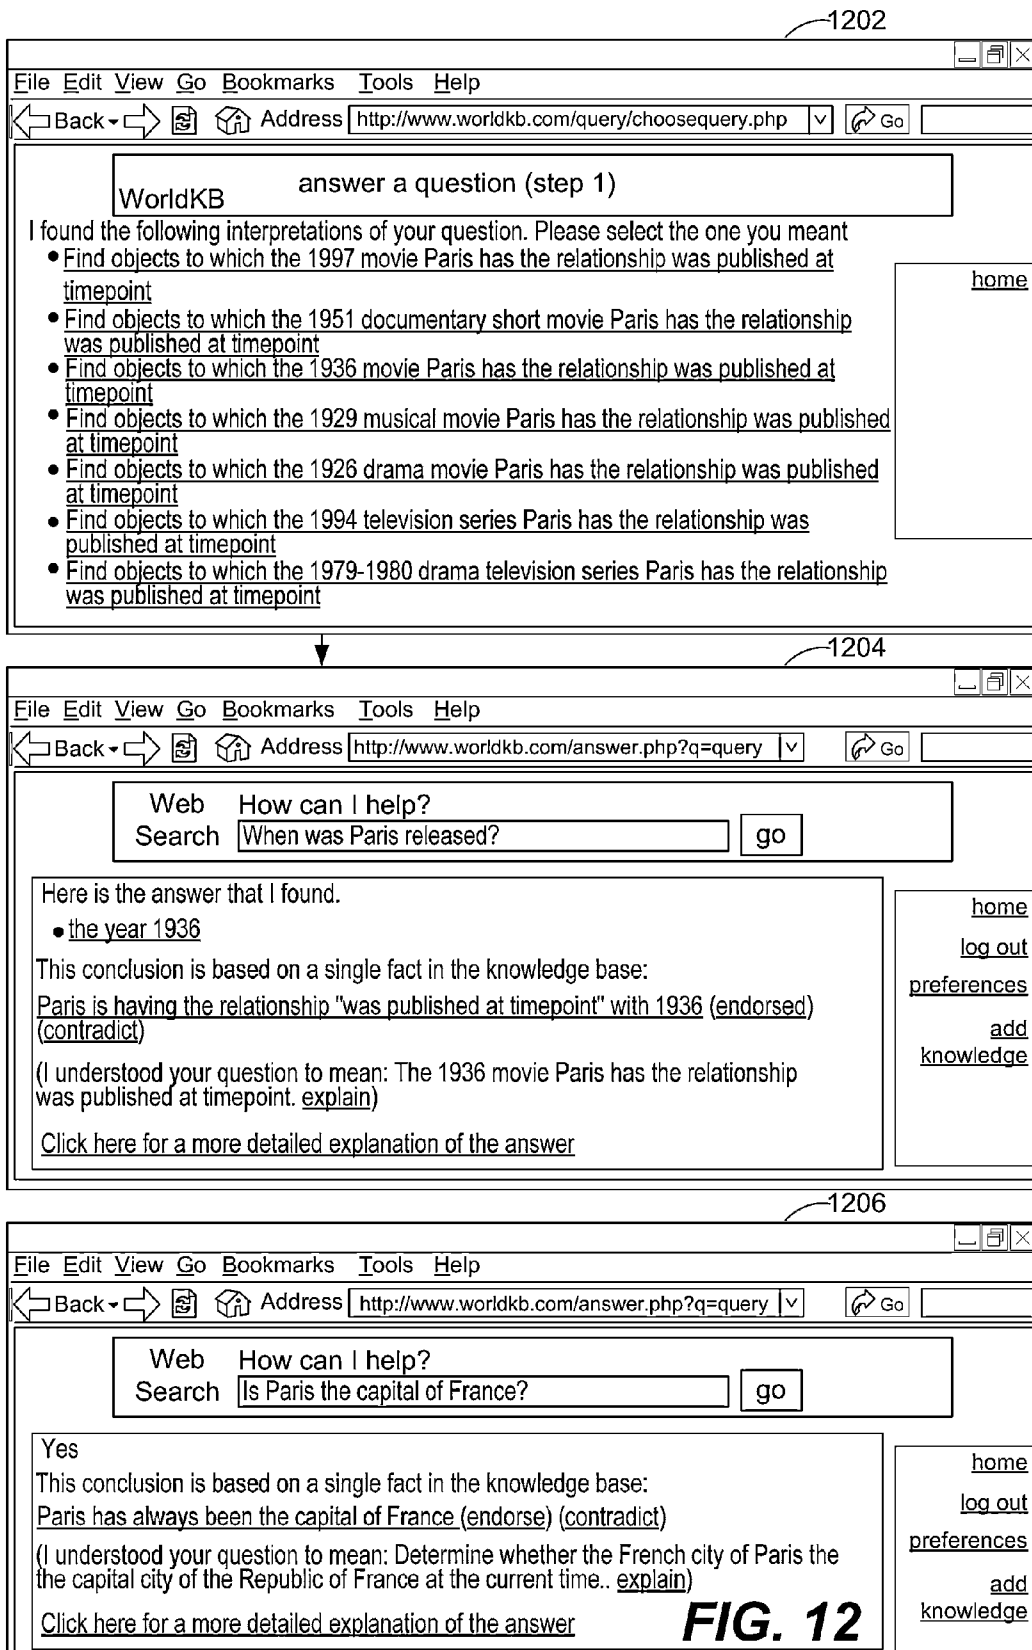 1202
File Edit View Go Bookmarks Tools Help
Back Address http://www.worldkb.com/query/choosequery.php Go
WorldKB answer a question (step 1)
I found the following interpretations of your question. Please select the one you meant
• Find objects to which the 1997 movie Paris has the relationship was published at
timepoint
• Find objects to which the 1951 documentary short movie Paris has the relationship
was published at timepoint
• Find objects to which the 1936 movie Paris has the relationship was published at
timepoint
• Find objects to which the 1929 musical movie Paris has the relationship was published
at timepoint
• Find objects to which the 1926 drama movie Paris has the relationship was published
at timepoint
• Find objects to which the 1994 television series Paris has the relationship was
published at timepoint
• Find objects to which the 1979-1980 drama television series Paris has the relationship
was published at timepoint
home
1204
File Edit View Go Bookmarks Tools Help
Back Address http://www.worldkb.com/answer.php?q=query Go
Web How can I help?
Search When was Paris released? go
Here is the answer that I found.
• the year 1936
This conclusion is based on a single fact in the knowledge base:
Paris is having the relationship "was published at timepoint" with 1936 (endorsed)
(contradict)
(I understood your question to mean: The 1936 movie Paris has the relationship
was published at timepoint. explain)
Click here for a more detailed explanation of the answer
home
log out
preferences
add
knowledge
1206
File Edit View Go Bookmarks Tools Help
Back Address http://www.worldkb.com/answer.php?q=query Go
Web How can I help?
Search Is Paris the capital of France? go
Yes
This conclusion is based on a single fact in the knowledge base:
Paris has always been the capital of France (endorse) (contradict)
(I understood your question to mean: Determine whether the French city of Paris the
the capital city of the Republic of France at the current time.. explain)
Click here for a more detailed explanation of the answer
home
log out
preferences
add
knowledge
FIG. 12